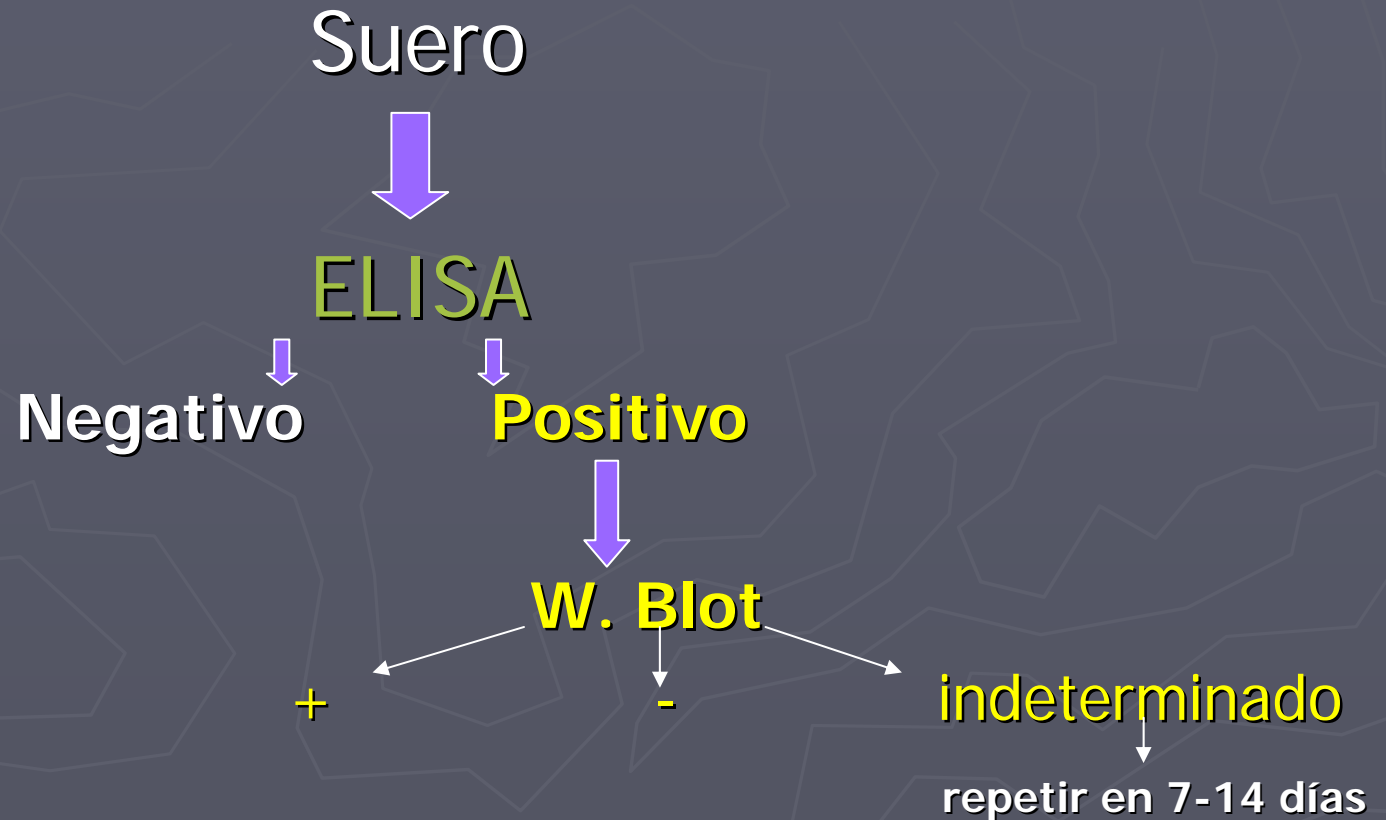 Suero
ELISA
Negativo Positivo
W. Blot
+ - indeterminado
repetir en 7-14 días